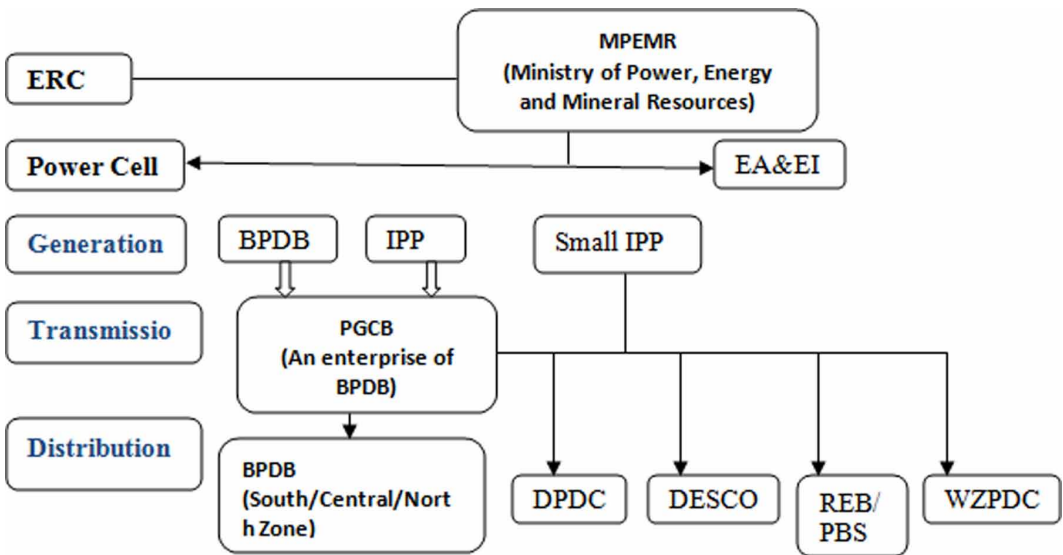 MPEMR
(Ministry of Power, Energy
and Mineral Resources)
ERC
Power Cell
EA&EI
Generation
BPDB
IPP
Small IPP
Transmissio
PGCB
(An enterprise of
BPDB)
Distribution
BPDB
(South/Central/Nort
h Zone)
DPDC
DESCO
REB/
PBS
WZPDC